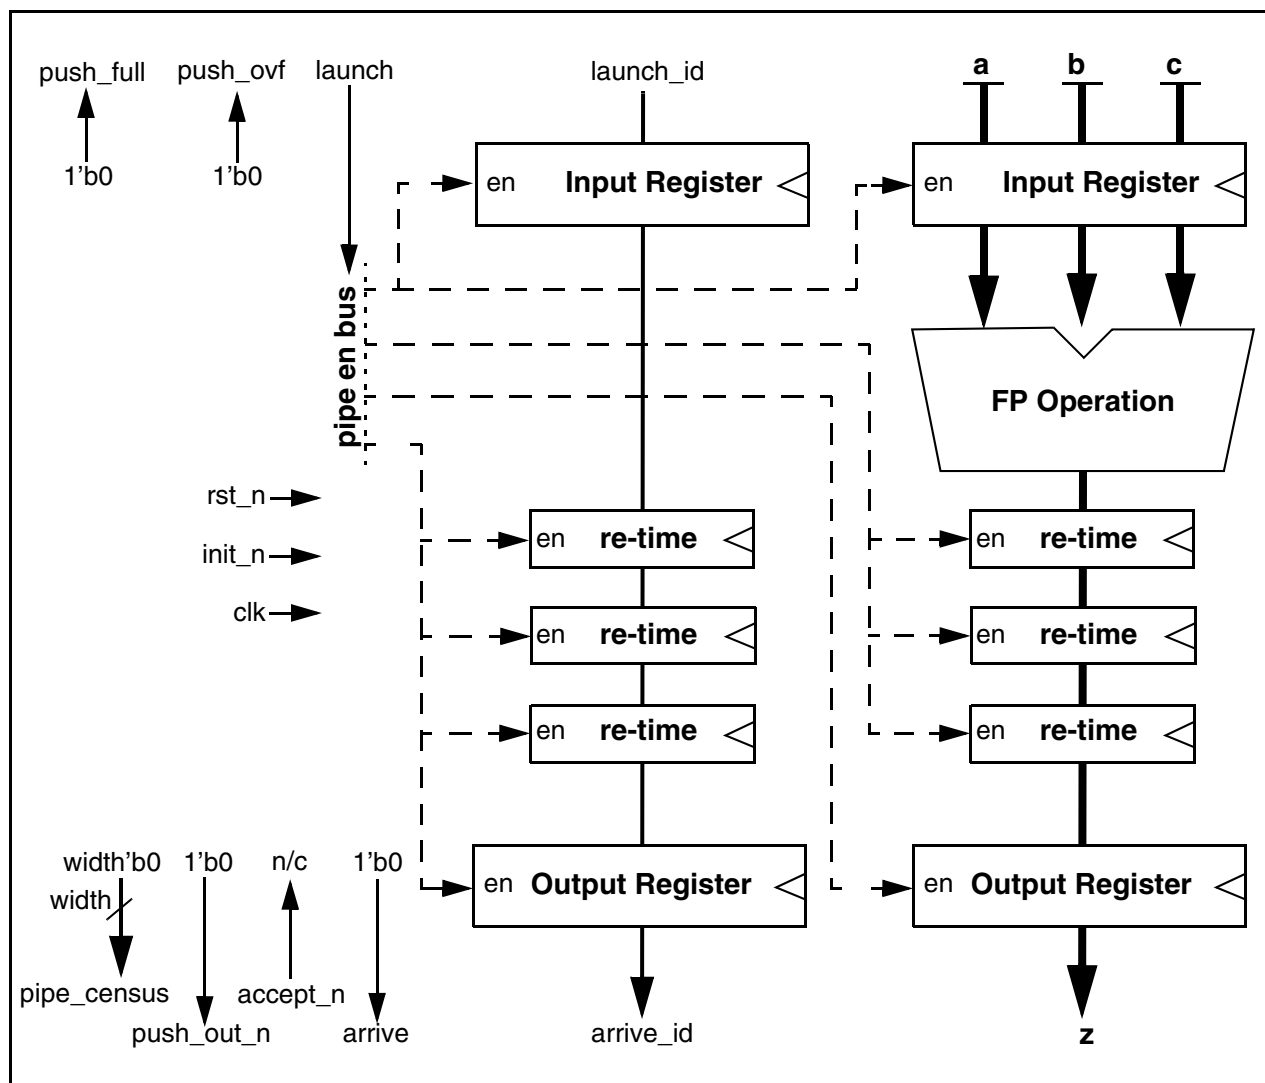 push_full
push_ovf
launch
launch_id
a
b
c
1'b0
1'b0
en
Input Register
en
Input Register
pipe en bus
FP Operation
rst_n
init_n
clk
en
re-time
en
re-time
en
re-time
en
re-time
en
re-time
en
re-time
width'b0
1'b0
n/c
1'b0
width
en
Output Register
en
Output Register
pipe_census
accept_n
push_out_n
arrive
arrive_id
z